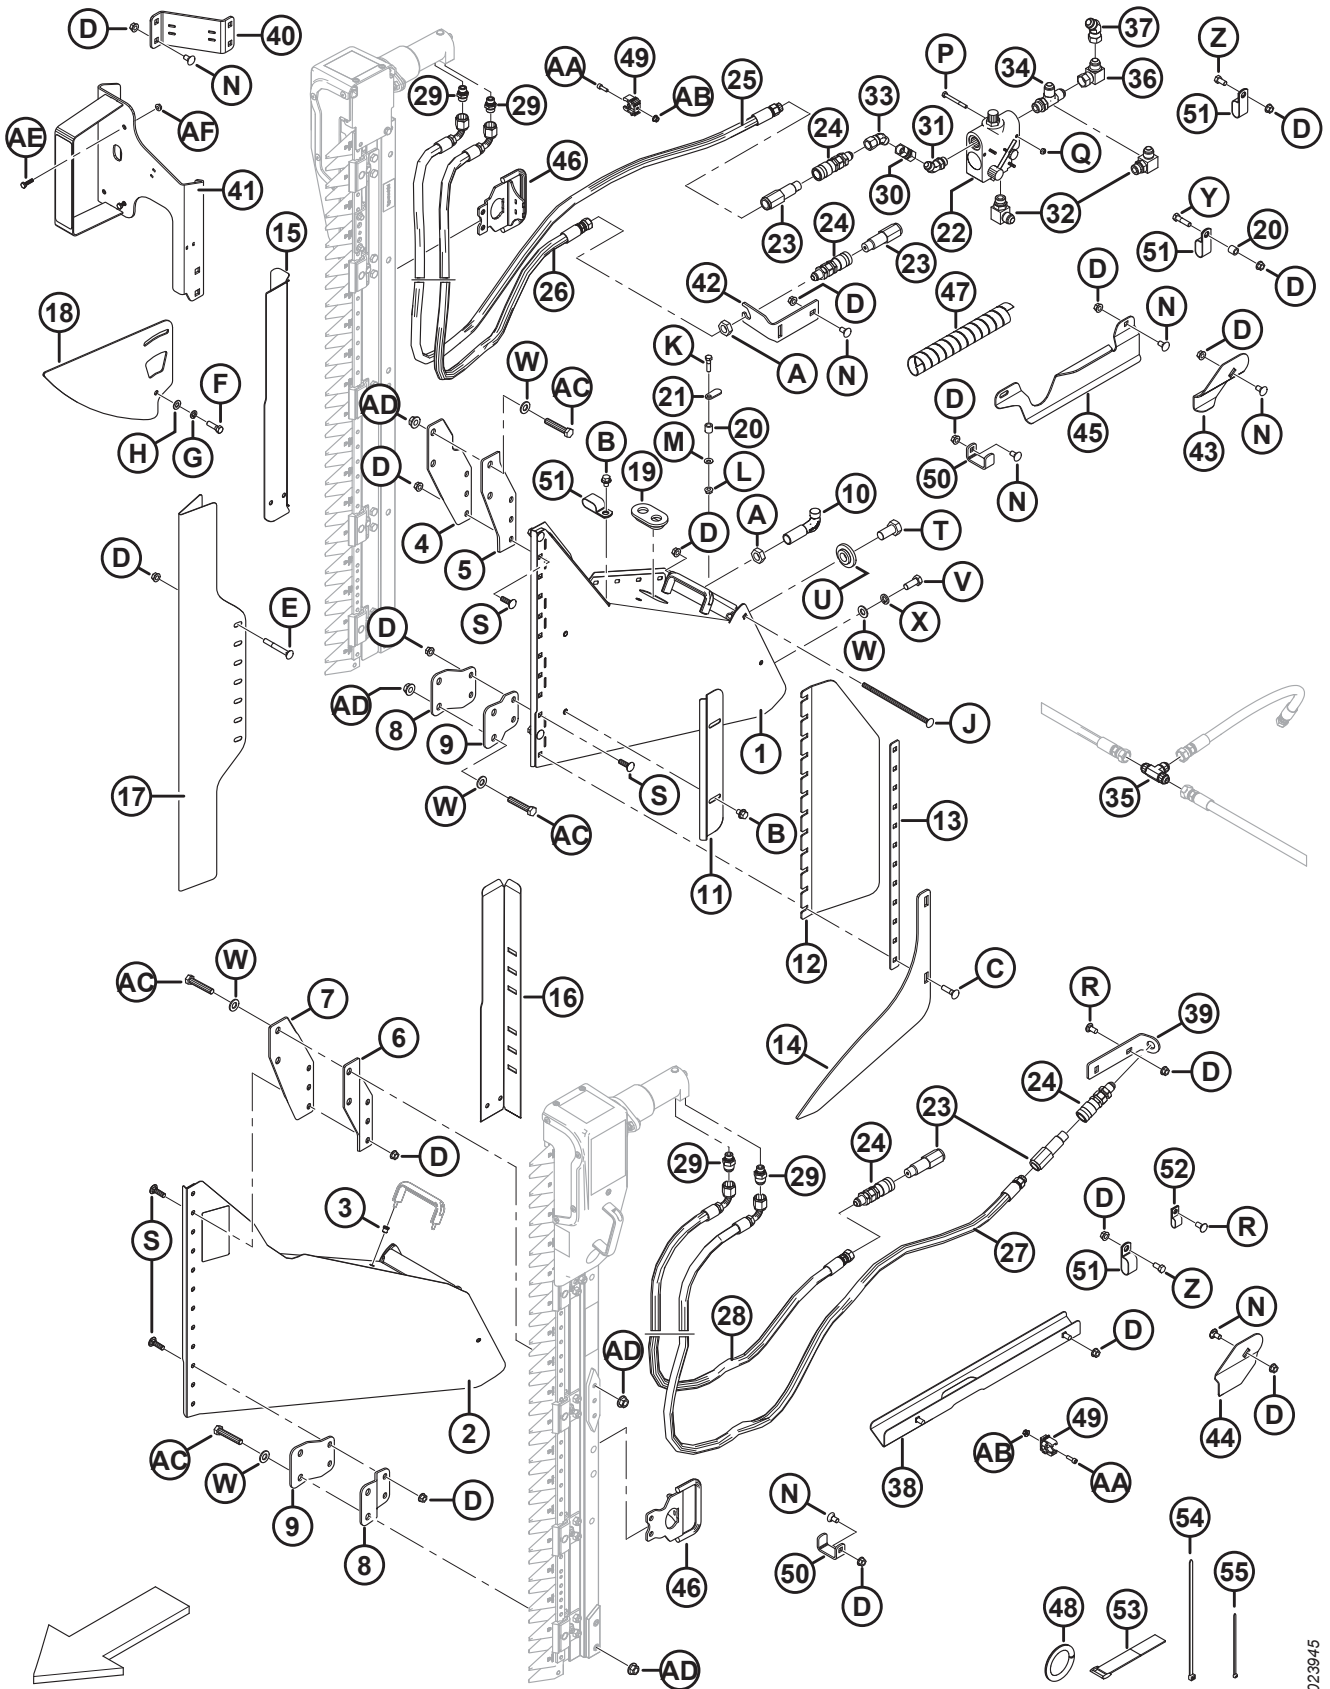 D 40 N
37
Z
AA 49 25
P 34 36
29 29 AB
33
51 D
AE AF
24 31
Q
46
41
30
32
Y
15
23 22
20
24
51
26
42 23
D
D
18
47
N
D
W K
AC
A N
F
AD
21
B
20
D
45 43 N
H G
M
D 51 19
L
10
50
N
4
A
D
T
5
D
U
V
E
S
X
D
W
AD
8
J
9
1
17
S
35
W
B
13
AC
11
12
C
W
AC
7
16
R 39
6
14
D
24
D
23
24
29 29
52
3
D
R
S
27
51
Z
28
N
AD
D
2
49
44 D
AC
W
AB
38
AA
9
D
N
54
8
46
50
55
D
48 53
AD
023945